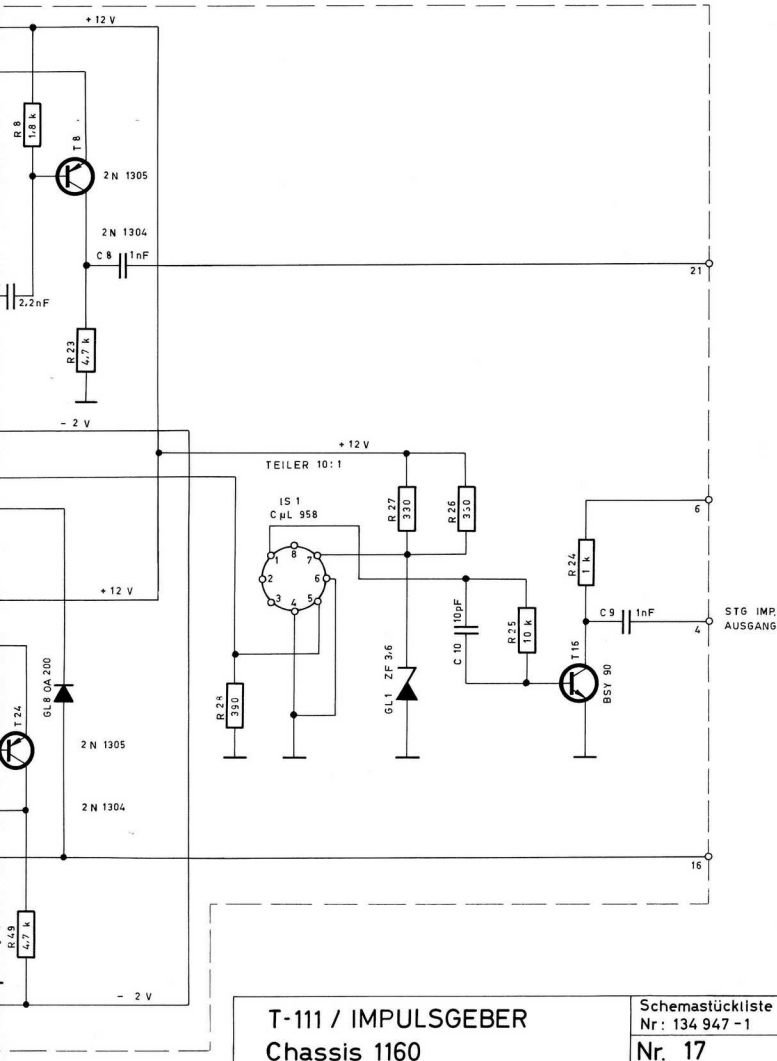 + 12 V
R 8
1,8 k
T 8
2 N 1305
2 N 1304
C 8
1 nF
21
2,2nF
R 23
4,7 k
- 2 V
+ 12 V
TEILER 10:1
IS 1
CµL 958
R 27
330
R 26
330
6
1
2
3
4
5
6
7
8
+ 12 V
R 24
1 k
C 10
10pF
R 25
10 k
C 9
1nF
4
STG IMP.
AUSGANG
T 16
BSY 90
GL 1
ZF 3,6
R 28
390
GL 8 OA 200
T 24
2 N 1305
2 N 1304
16
R 49
4,7 k
- 2 V
T-111 / IMPULSGEBER
Chassis 1160
Schemastückliste
Nr: 134 947 -1
Nr. 17